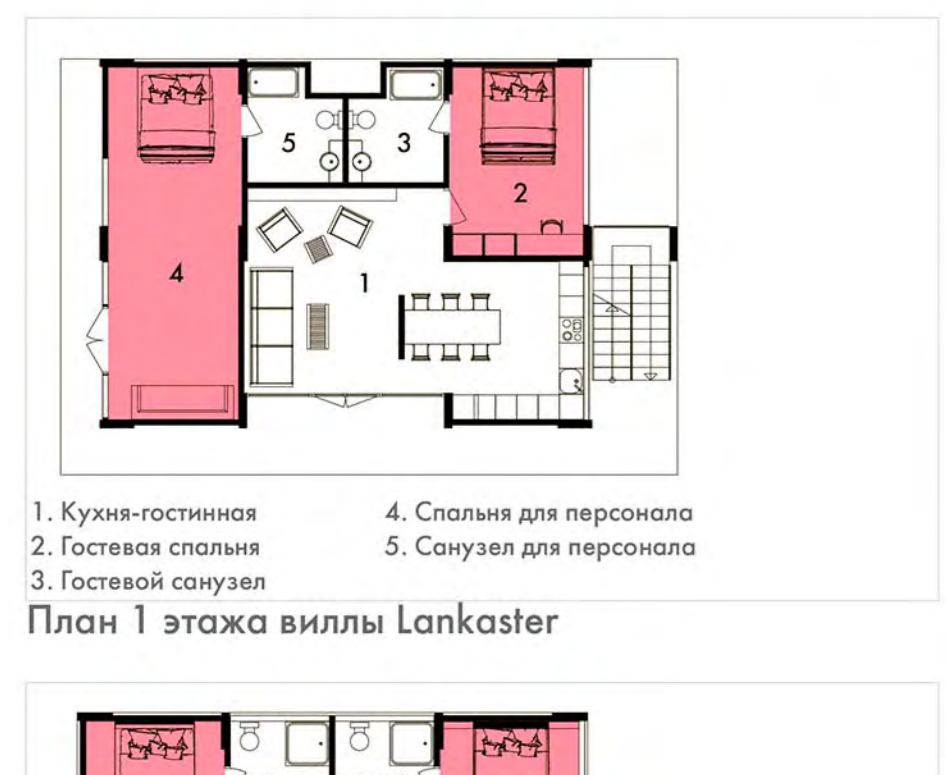 5
3
2
4
1
1. Кухня-гостинная
2. Гостевая спальня
3. Гостевой санузел
4. Спальня для персонала
5. Санузел для персонала
План 1 этажа виллы Lankaster